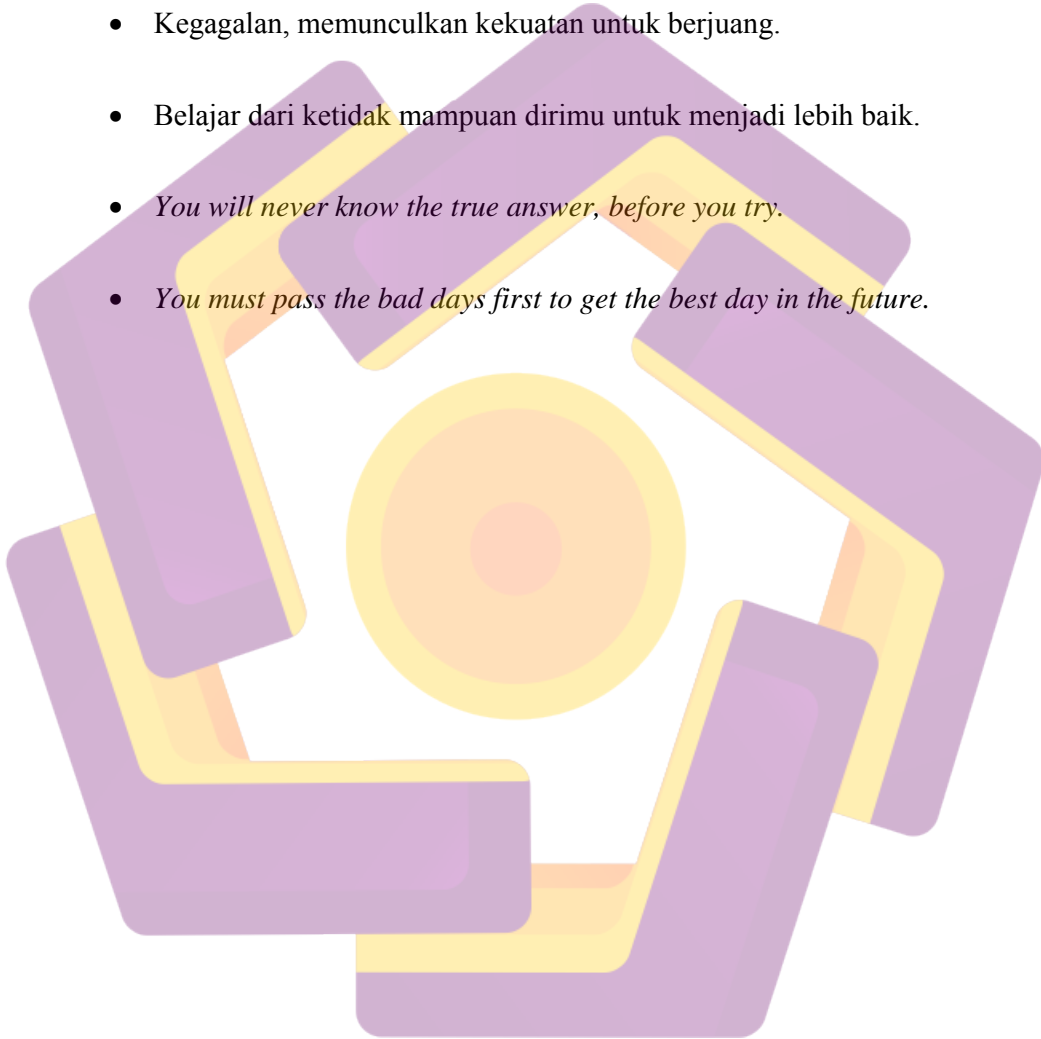 • Kegagalan, memunculkan kekuatan untuk berjuang.
• Belajar dari ketidak mampuan dirimu untuk menjadi lebih baik.
• You will never know the true answer, before you try.
• You must pass the bad days first to get the best day in the future.